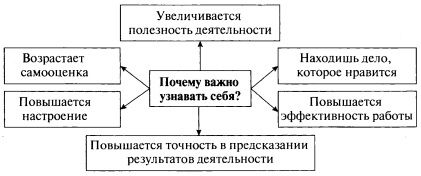 Увеличивается
полезность деятельности
Возрастает
самооценка
Находишь дело,
которое нравится
Почему важно
узнавать себя?
Повышается
настроение
Повышается
эффективность работы
Повышается точность в предсказании
результатов деятельности